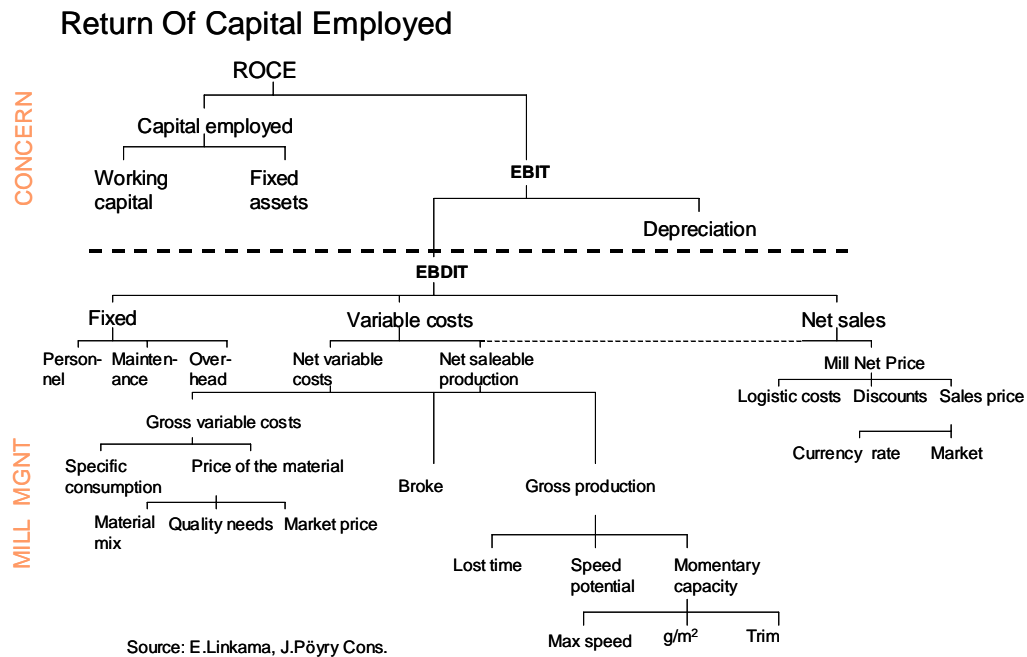 Return Of Capital Employed
CONCERN
ROCE
Capital employed
Working
capital
Fixed
assets
EBIT
Depreciation
MILL MGNT
EBDIT
Fixed
Variable costs
Net sales
Person-
nel
Mainten-
ance
Over-
head
Net variable
costs
Net saleable
production
Mill Net Price
Logistic costs
Discounts
Sales price
Gross variable costs
Currency rate
Market
Specific
consumption
Price of the material
Broke
Gross production
Material
mix
Quality needs
Market price
Lost time
Speed
potential
Momentary
capacity
Max speed
g/m²
Trim
Source: E.Linkama, J.Pöyry Cons.